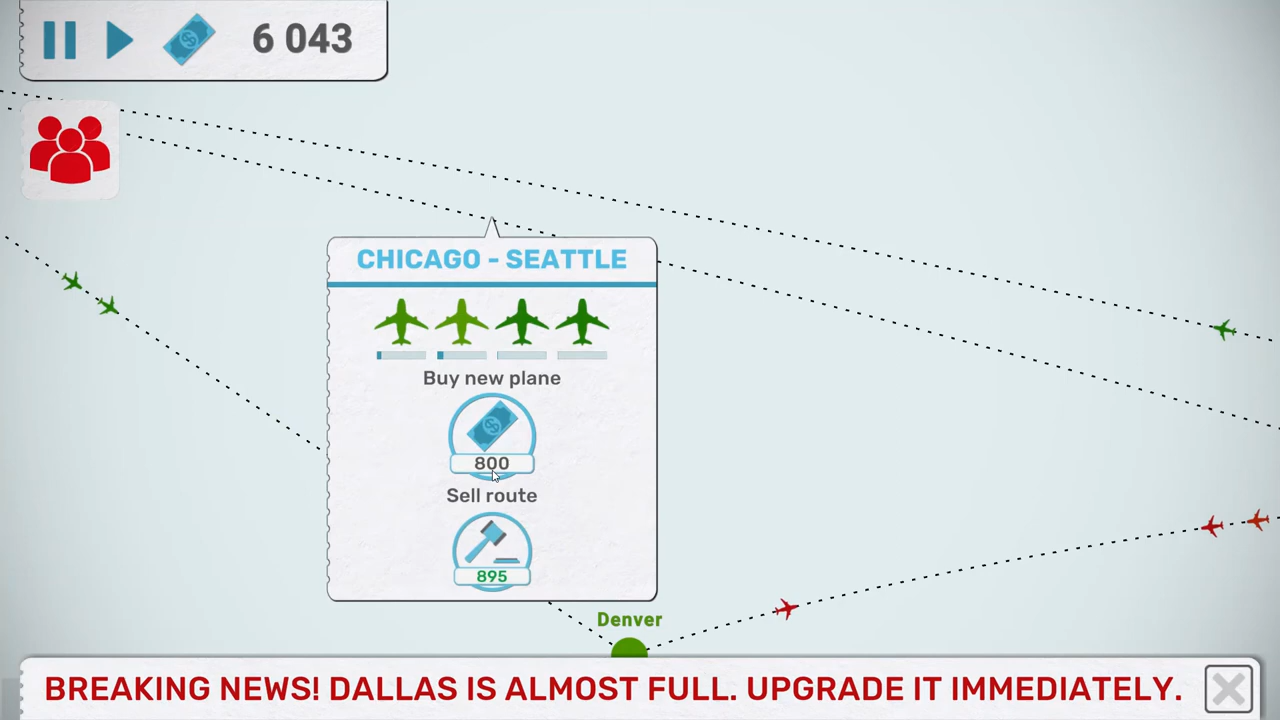 6 043
CHICAGO - SEATTLE
Buy new plane
800
Sell route
895
Denver
BREAKING NEWS! DALLAS IS ALMOST FULL. UPGRADE IT IMMEDIATELY.